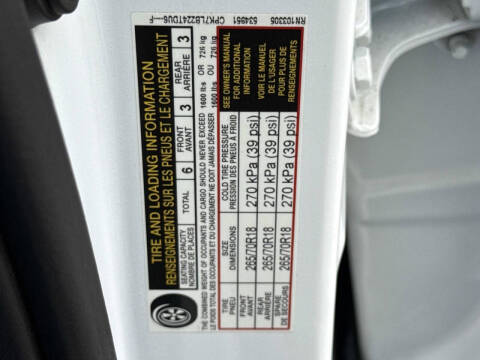 RN103305 634961 CPK7LBZZ24TDU6---F
TIRE AND LOADING INFORMATION
RENSEIGNEMENTS SUR LES PNEUS ET LE CHARGEMENT
SEATING CAPACITY
NOMBRE DE PLACES
TOTAL 6
FRONT
AVANT 3
REAR
ARRIÈRE 3
THE COMBINED WEIGHT OF OCCUPANTS AND CARGO SHOULD NEVER EXCEED 1600 lbs OR 726 kg
LE POIDS TOTAL DES OCCUPANTS ET DU CHARGEMENT NE DOIT JAMAIS DÉPASSER 1600 lbs OU 726 kg
TIRE
PNEU
SIZE
DIMENSIONS
COLD TIRE PRESSURE
PRESSION DES PNEUS À FROID
FRONT
AVANT 265/70R18 270 kPa (39 psi)
REAR
ARRIÈRE 265/70R18 270 kPa (39 psi)
SPARE
DE SECOURS 265/70R18 270 kPa (39 psi)
SEE OWNER'S MANUAL
FOR ADDITIONAL
INFORMATION
VOIR LE MANUEL
DE L'USAGER
POUR PLUS DE
RENSEIGNEMENTS